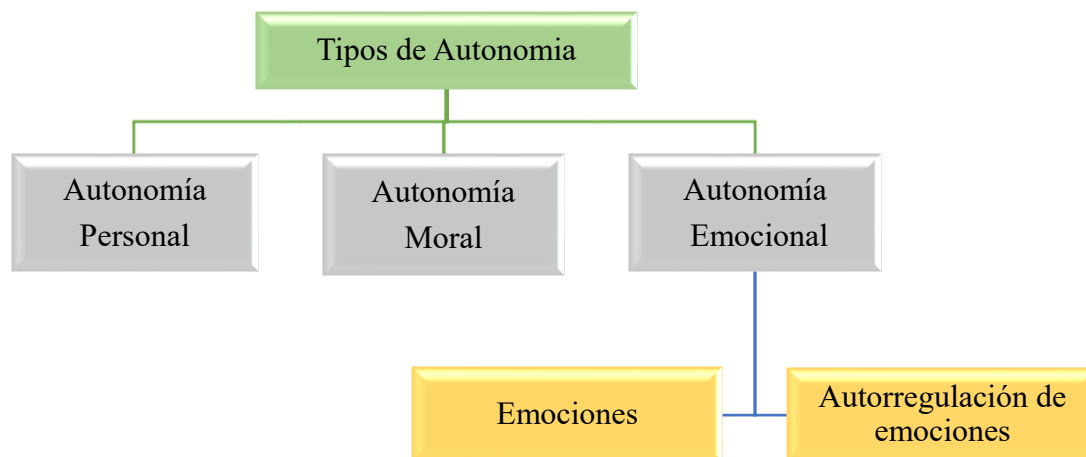 Tipos de Autonomia
Autonomía
Personal
Autonomía
Moral
Autonomía
Emocional
Emociones
Autorregulación de
emociones